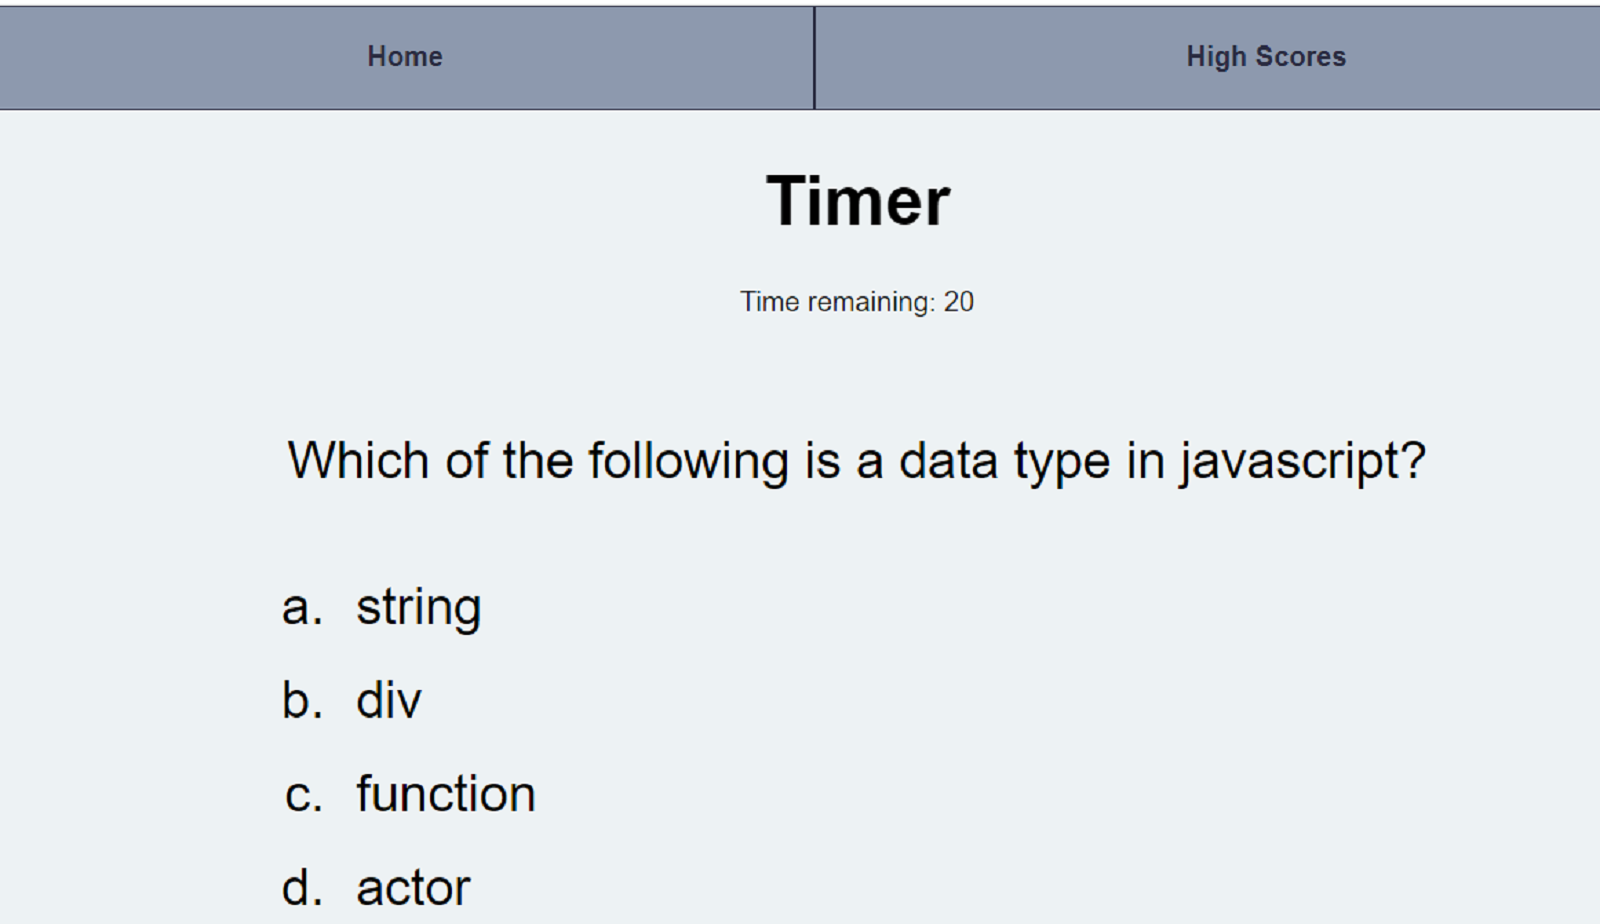 Home
High Scores
Timer
Time remaining: 20
Which of the following is a data type in javascript?
a. string
b. div
c. function
d. actor